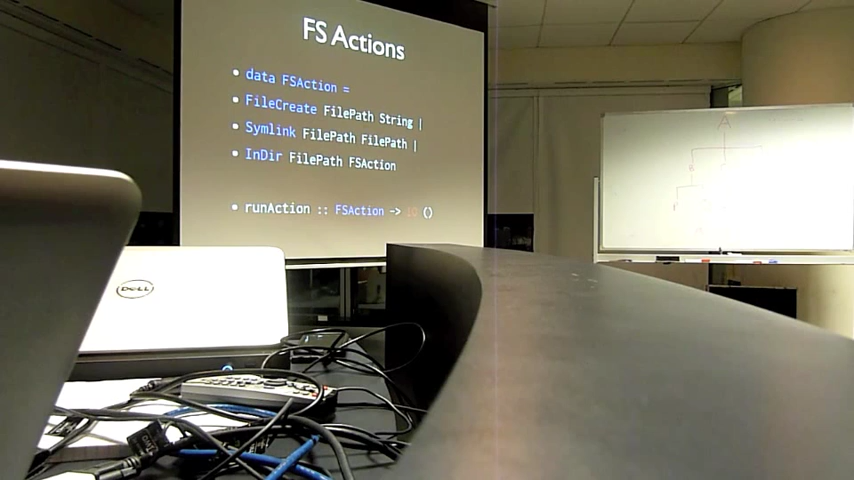 FS Actions
• data FSAction =
• FileCreate FilePath String |
• Symlink FilePath FilePath |
• InDir FilePath FSAction
• runAction :: FSAction -> IO ()
A
DELL